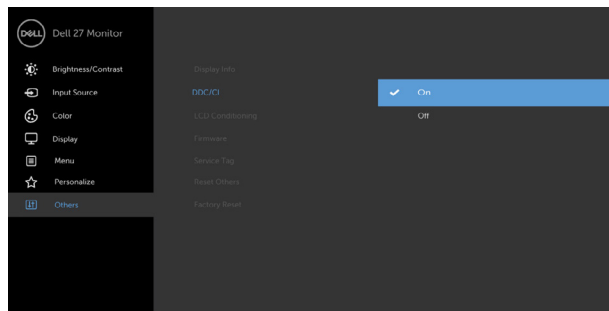 DELL
Dell 27 Monitor
Brightness/Contrast
Input Source
Color
Display
Menu
Personalize
Others
Display Info
DDC/CI
LCD Conditioning
Firmware
Service Tag
Reset Others
Factory Reset
On
Off